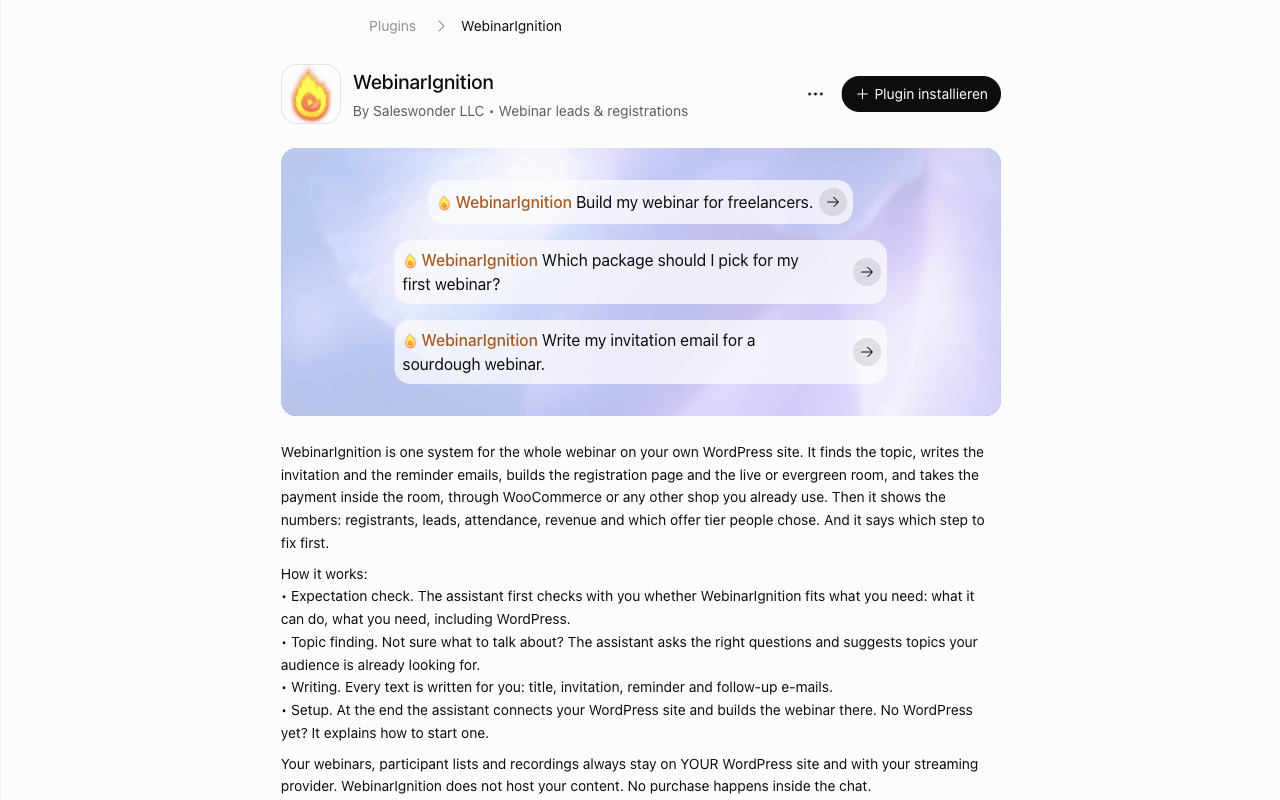 Plugins > WebinarIgnition
WebinarIgnition
By Saleswonder LLC • Webinar leads & registrations
+ Plugin installieren
WebinarIgnition Build my webinar for freelancers.
WebinarIgnition Which package should I pick for my
first webinar?
WebinarIgnition Write my invitation email for a
sourdough webinar.
WebinarIgnition is one system for the whole webinar on your own WordPress site. It finds the topic, writes the
invitation and the reminder emails, builds the registration page and the live or evergreen room, and takes the
payment inside the room, through WooCommerce or any other shop you already use. Then it shows the
numbers: registrants, leads, attendance, revenue and which offer tier people chose. And it says which step to
fix first.
How it works:
• Expectation check. The assistant first checks with you whether WebinarIgnition fits what you need: what it
can do, what you need, including WordPress.
• Topic finding. Not sure what to talk about? The assistant asks the right questions and suggests topics your
audience is already looking for.
• Writing. Every text is written for you: title, invitation, reminder and follow-up e-mails.
• Setup. At the end the assistant connects your WordPress site and builds the webinar there. No WordPress
yet? It explains how to start one.
Your webinars, participant lists and recordings always stay on YOUR WordPress site and with your streaming
provider. WebinarIgnition does not host your content. No purchase happens inside the chat.